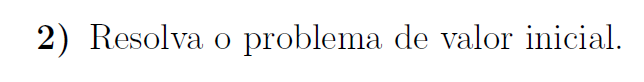 2) Resolva o problema de valor inicial.